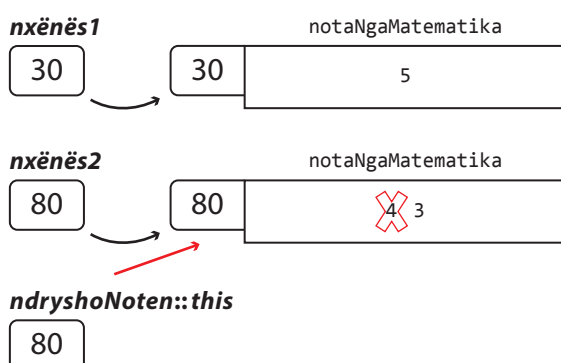 nxënës1 notaNgaMatematika
30 30 5
nxënës2 notaNgaMatematika
80 80 4 3
ndryshoNoten::this
80